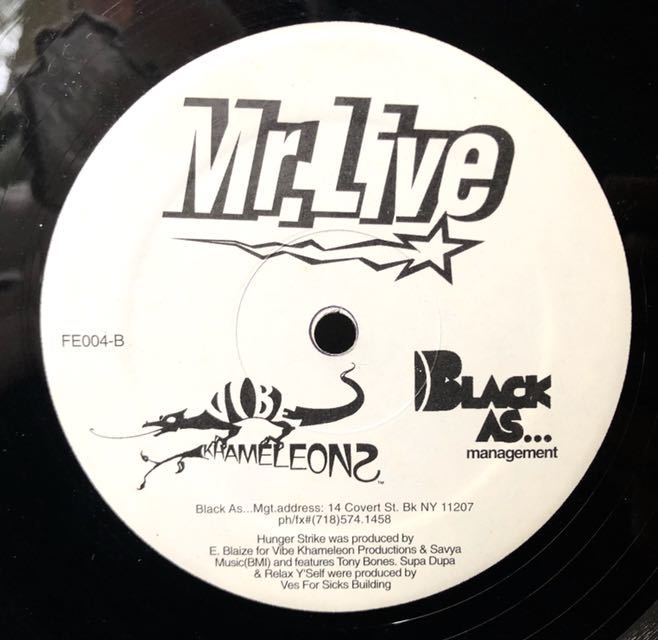 Mr. Live
FE004-B
VIBE
KHAMELEONS
TM
BLACK
AS...
management
Black As...Mgt.address: 14 Covert St. Bk NY 11207
ph/fx#(718)574.1458
Hunger Strike was produced by
E. Blaize for Vibe Khameleon Productions & Savya
Music(BMI) and features Tony Bones. Supa Dupa
& Relax Y'Self were produced by
Ves For Sicks Building